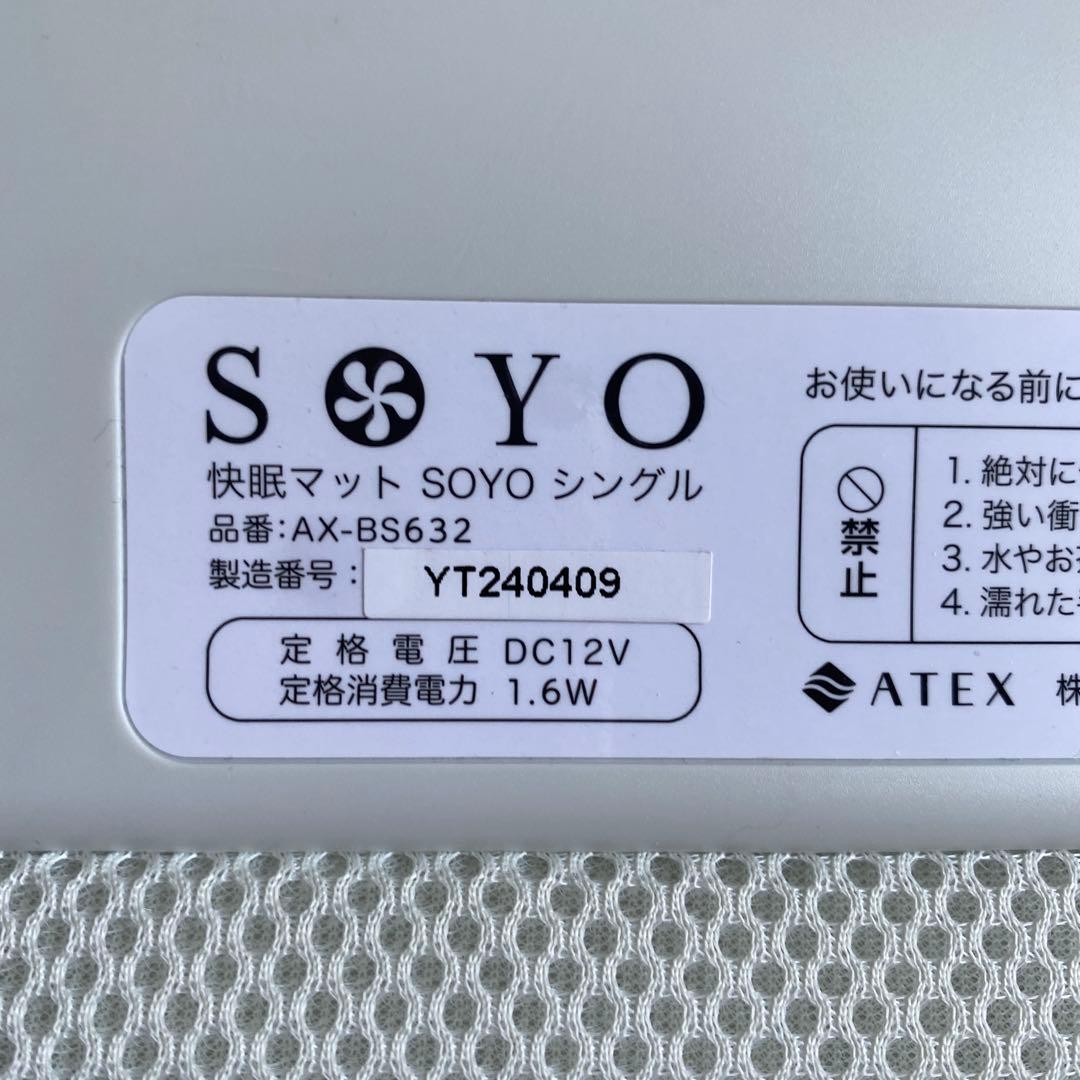 SOYO
快眠マット SOYO シングル
品番:AX-BS632
製造番号: YT240409
定格電圧 DC12V
定格消費電力 1.6W
お使いになる前に
禁止
1. 絶対に
2. 強い衝
3. 水やお
4. 濡れた
ATEX 株